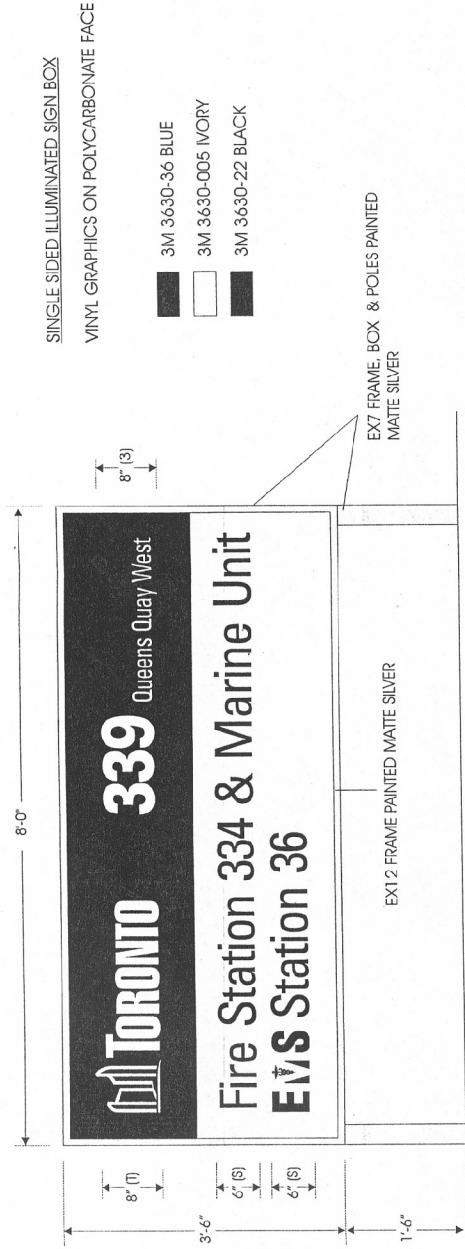 SINGLE SIDED ILLUMINATED SIGN BOX
VINYL GRAPHICS ON POLYCARBONATE FACE
3M 3630-36 BLUE
3M 3630-005 IVORY
3M 3630-22 BLACK
8'-0"
8" (T)
8" (3)
TORONTO 339 Queens Quay West
Fire Station 334 & Marine Unit
EMS Station 36
6" (S)
6" (S)
3'-6"
1'-6"
EX12 FRAME PAINTED MATTE SILVER
EX7 FRAME, BOX & POLES PAINTED
MATTE SILVER